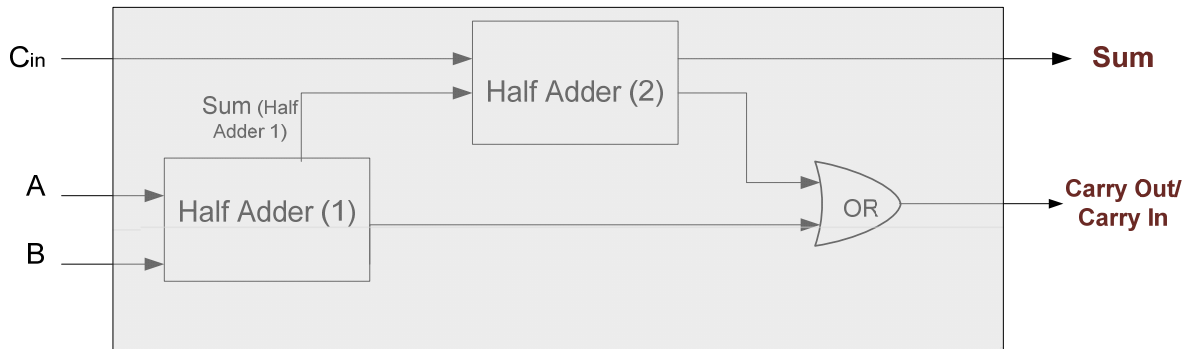 Cin
Sum
Half Adder (2)
Sum (Half
Adder 1)
A
Half Adder (1)
Carry Out/
Carry In
OR
B